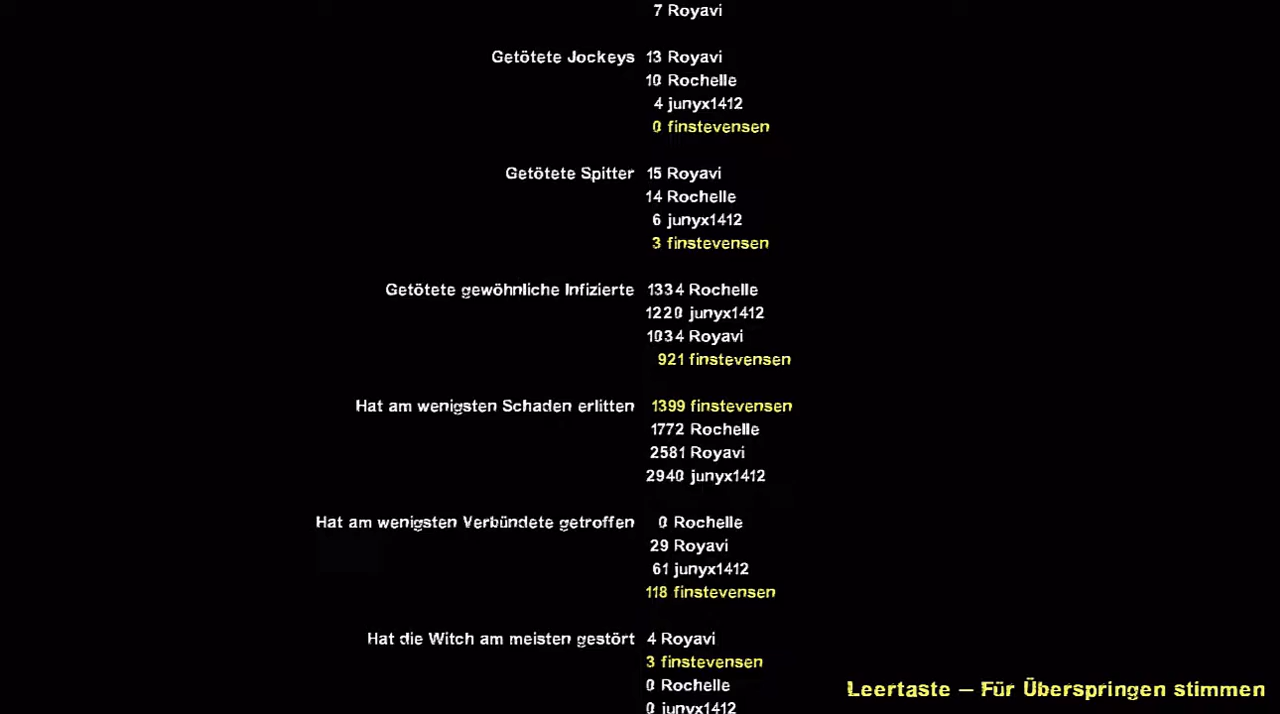 7 Royavi
Getötete Jockeys 13 Royavi
10 Rochelle
4 junyx1412
0 finstevensen
Getötete Spitter 15 Royavi
14 Rochelle
6 junyx1412
3 finstevensen
Getötete gewöhnliche Infizierte 1334 Rochelle
1220 junyx1412
1034 Royavi
921 finstevensen
Hat am wenigsten Schaden erlitten 1399 finstevensen
1772 Rochelle
2581 Royavi
2940 junyx1412
Hat am wenigsten Verbündete getroffen 0 Rochelle
29 Royavi
61 junyx1412
118 finstevensen
Hat die Witch am meisten gestört 4 Royavi
3 finstevensen
0 Rochelle
0 junyx1412
Leertaste – Für Überspringen stimmen